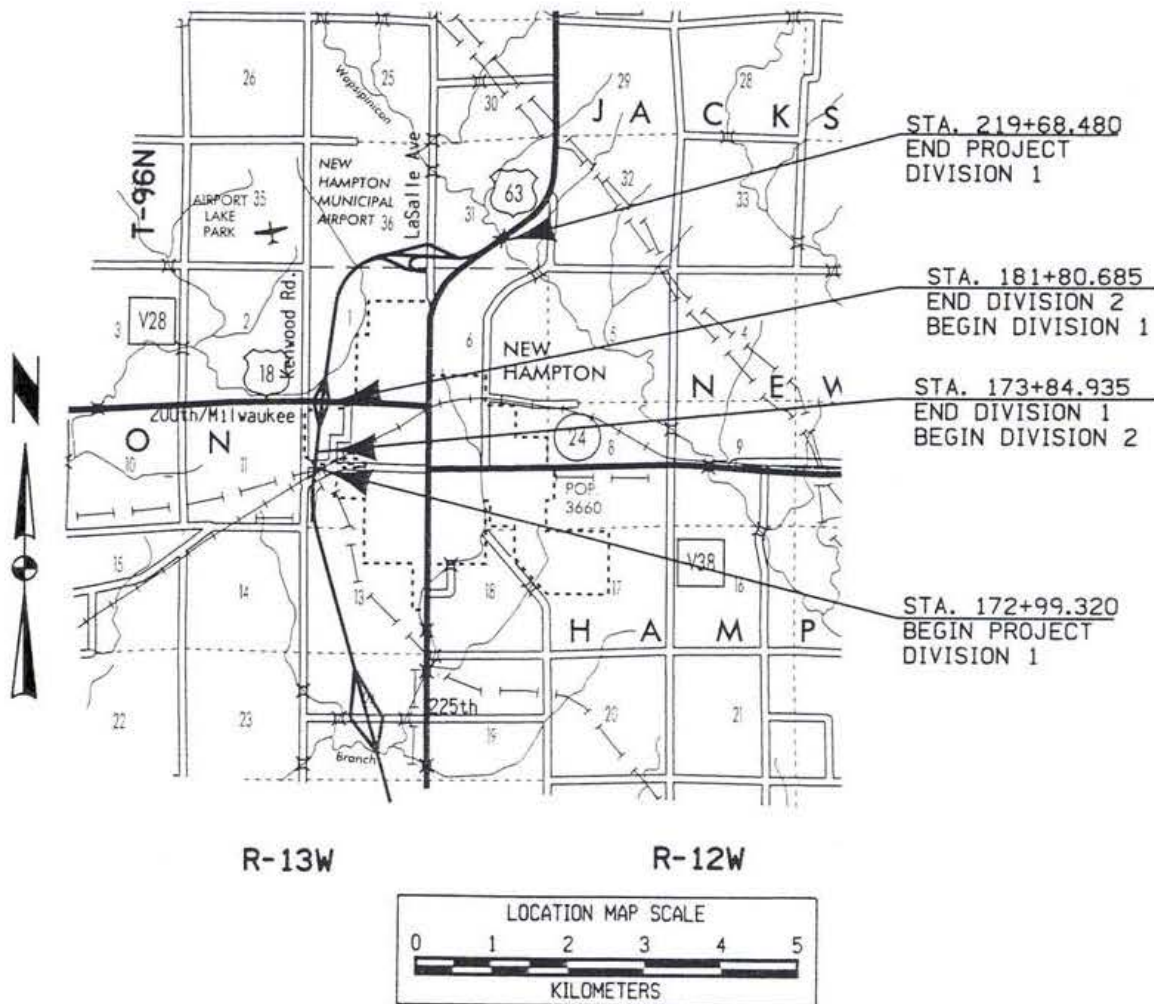 26
25
Wapsipinicon
30
29
28
J A C K S
T-96N
NEW
HAMPTON
MUNICIPAL
AIRPORT 36
LaSalle Ave
AIRPORT 35
LAKE
PARK
63
31
32
33
STA. 219+68.480
END PROJECT
DIVISION 1
V28
3
2
Kenwood Rd.
1
6
5
4
STA. 181+80.685
END DIVISION 2
BEGIN DIVISION 1
18
NEW
HAMPTON
N E W
200th/Milwaukee
STA. 173+84.935
END DIVISION 1
BEGIN DIVISION 2
O N
10
11
24
8
9
POP.
3660
15
14
13
18
17
V38
16
STA. 172+99.320
BEGIN PROJECT
DIVISION 1
H A M P
22
23
225th
19
20
21
Branch
N
R-13W
R-12W
LOCATION MAP SCALE
0 1 2 3 4 5
KILOMETERS